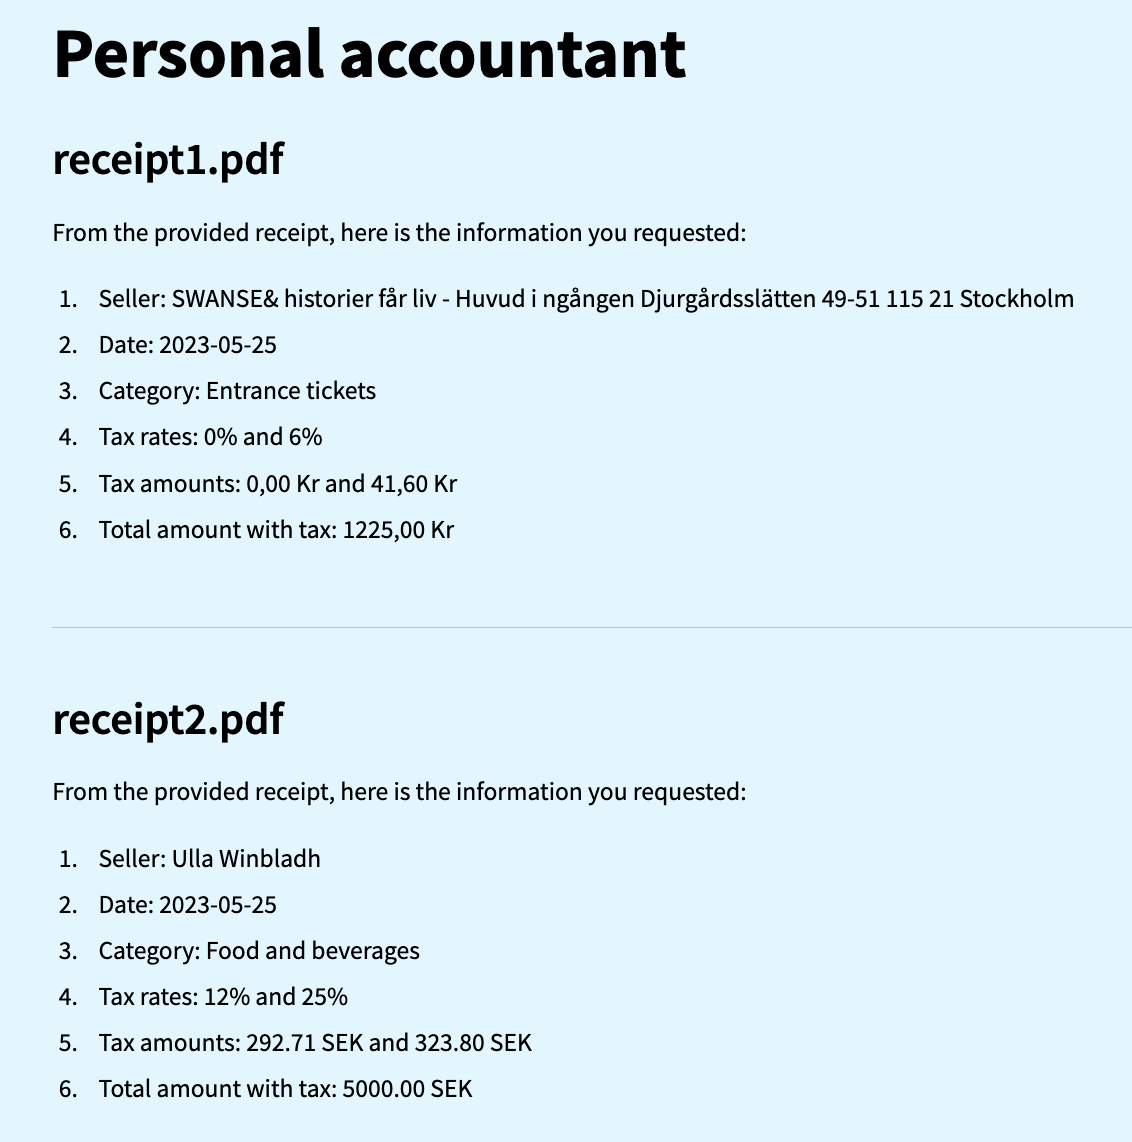 Personal accountant
receipt1.pdf
From the provided receipt, here is the information you requested:
1. Seller: SWANSE& historier får liv - Huvud i ngången Djurgårdsslätten 49-51 115 21 Stockholm
2. Date: 2023-05-25
3. Category: Entrance tickets
4. Tax rates: 0% and 6%
5. Tax amounts: 0,00 Kr and 41,60 Kr
6. Total amount with tax: 1225,00 Kr
receipt2.pdf
From the provided receipt, here is the information you requested:
1. Seller: Ulla Winbladh
2. Date: 2023-05-25
3. Category: Food and beverages
4. Tax rates: 12% and 25%
5. Tax amounts: 292.71 SEK and 323.80 SEK
6. Total amount with tax: 5000.00 SEK